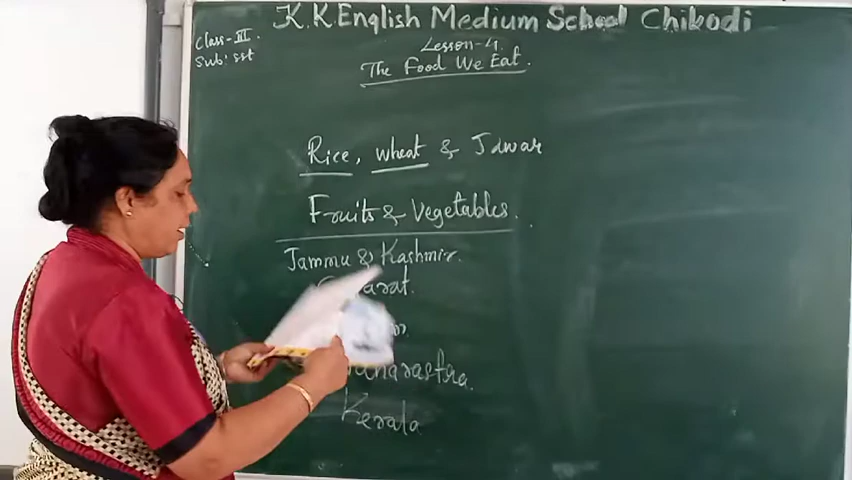 K.K.English Medium School Chikodi
Class-III.
Sub: sst
Lesson-4
The Food We Eat.
Rice, wheat & Jowar
Fruits & Vegetables.
Jammu & Kashmir.
Kerala